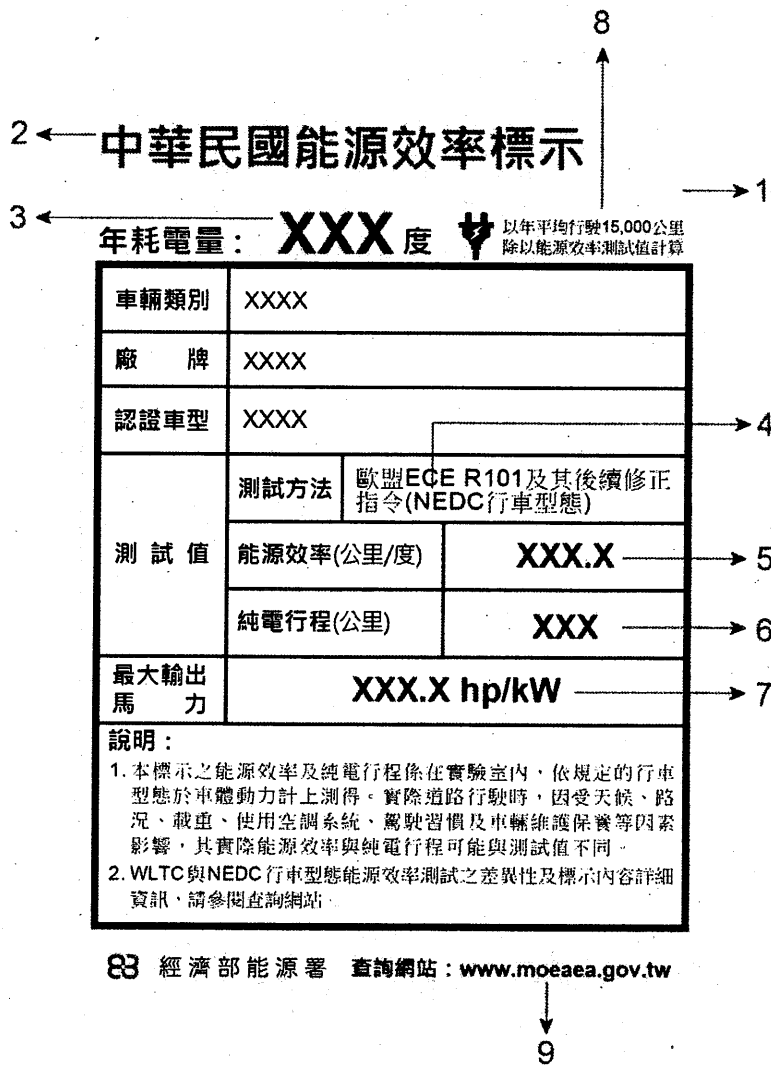 8
2
中華民國能源效率標示
1
3
年耗電量： XXX 度
以年平均行駛15,000公里
除以能源效率測試值計算
車輛類別 XXXX
廠 牌 XXXX
認證車型 XXXX
4
測試值
測試方法
歐盟ECE R101及其後續修正
指令(NEDC行車型態)
能源效率(公里/度) XXX.X
5
純電行程(公里) XXX
6
最大輸出
馬 力
XXX.X hp/kW
7
說明：
1. 本標示之能源效率及純電行程係在實驗室內，依規定的行車
型態於車體動力計上測得。實際道路行駛時，因受天候、路
況、載重、使用空調系統、駕駛習慣及車輛維護保養等因素
影響，其實際能源效率與純電行程可能與測試值不同。
2. WLTC與NEDC行車型態能源效率測試之差異性及標示內容詳細
資訊，請參閱查詢網站。
經濟部能源署 查詢網站：www.moeaea.gov.tw
9